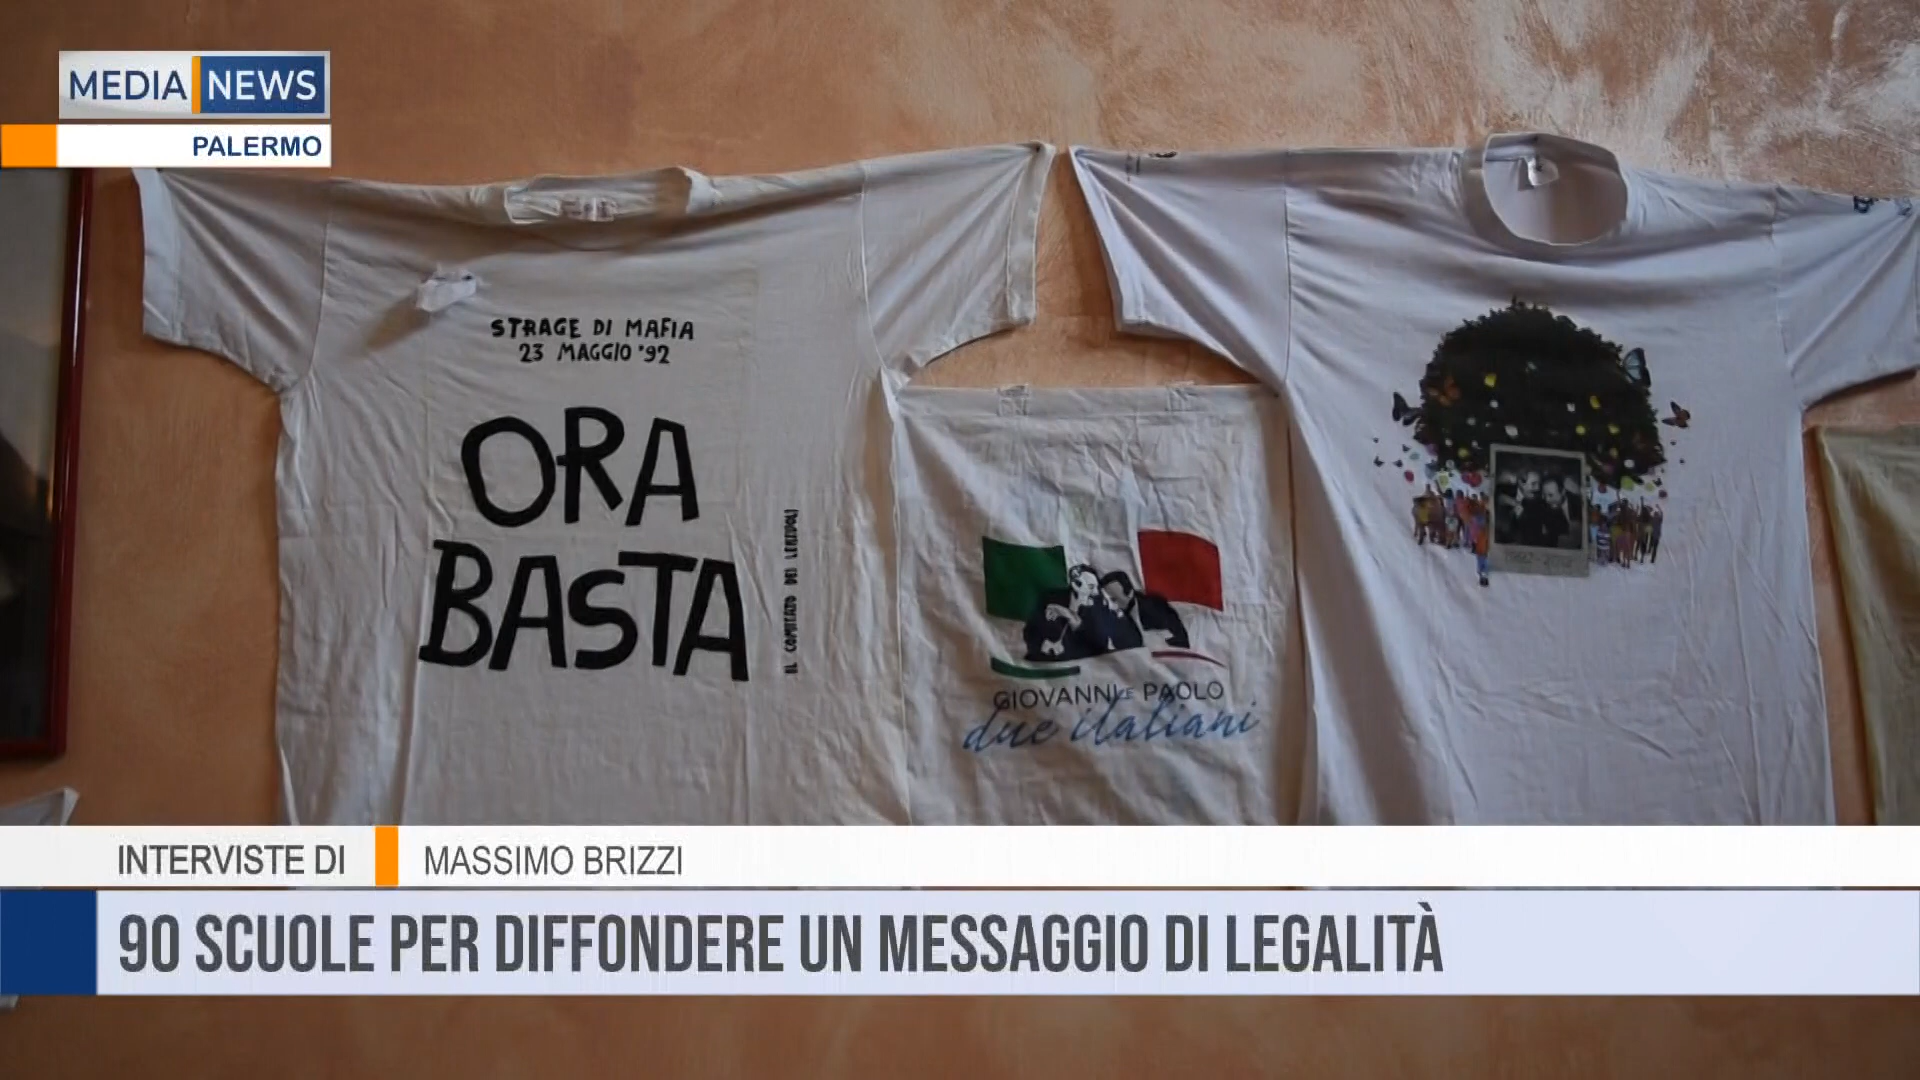 MEDIA NEWS
PALERMO
STRAGE DI MAFIA
23 MAGGIO '92
ORA
BASTA
IL COMITATO DEI LENZUOLI
GIOVANNI E PAOLO
due italiani
INTERVISTE DI MASSIMO BRIZZI
90 SCUOLE PER DIFFONDERE UN MESSAGGIO DI LEGALITÀ